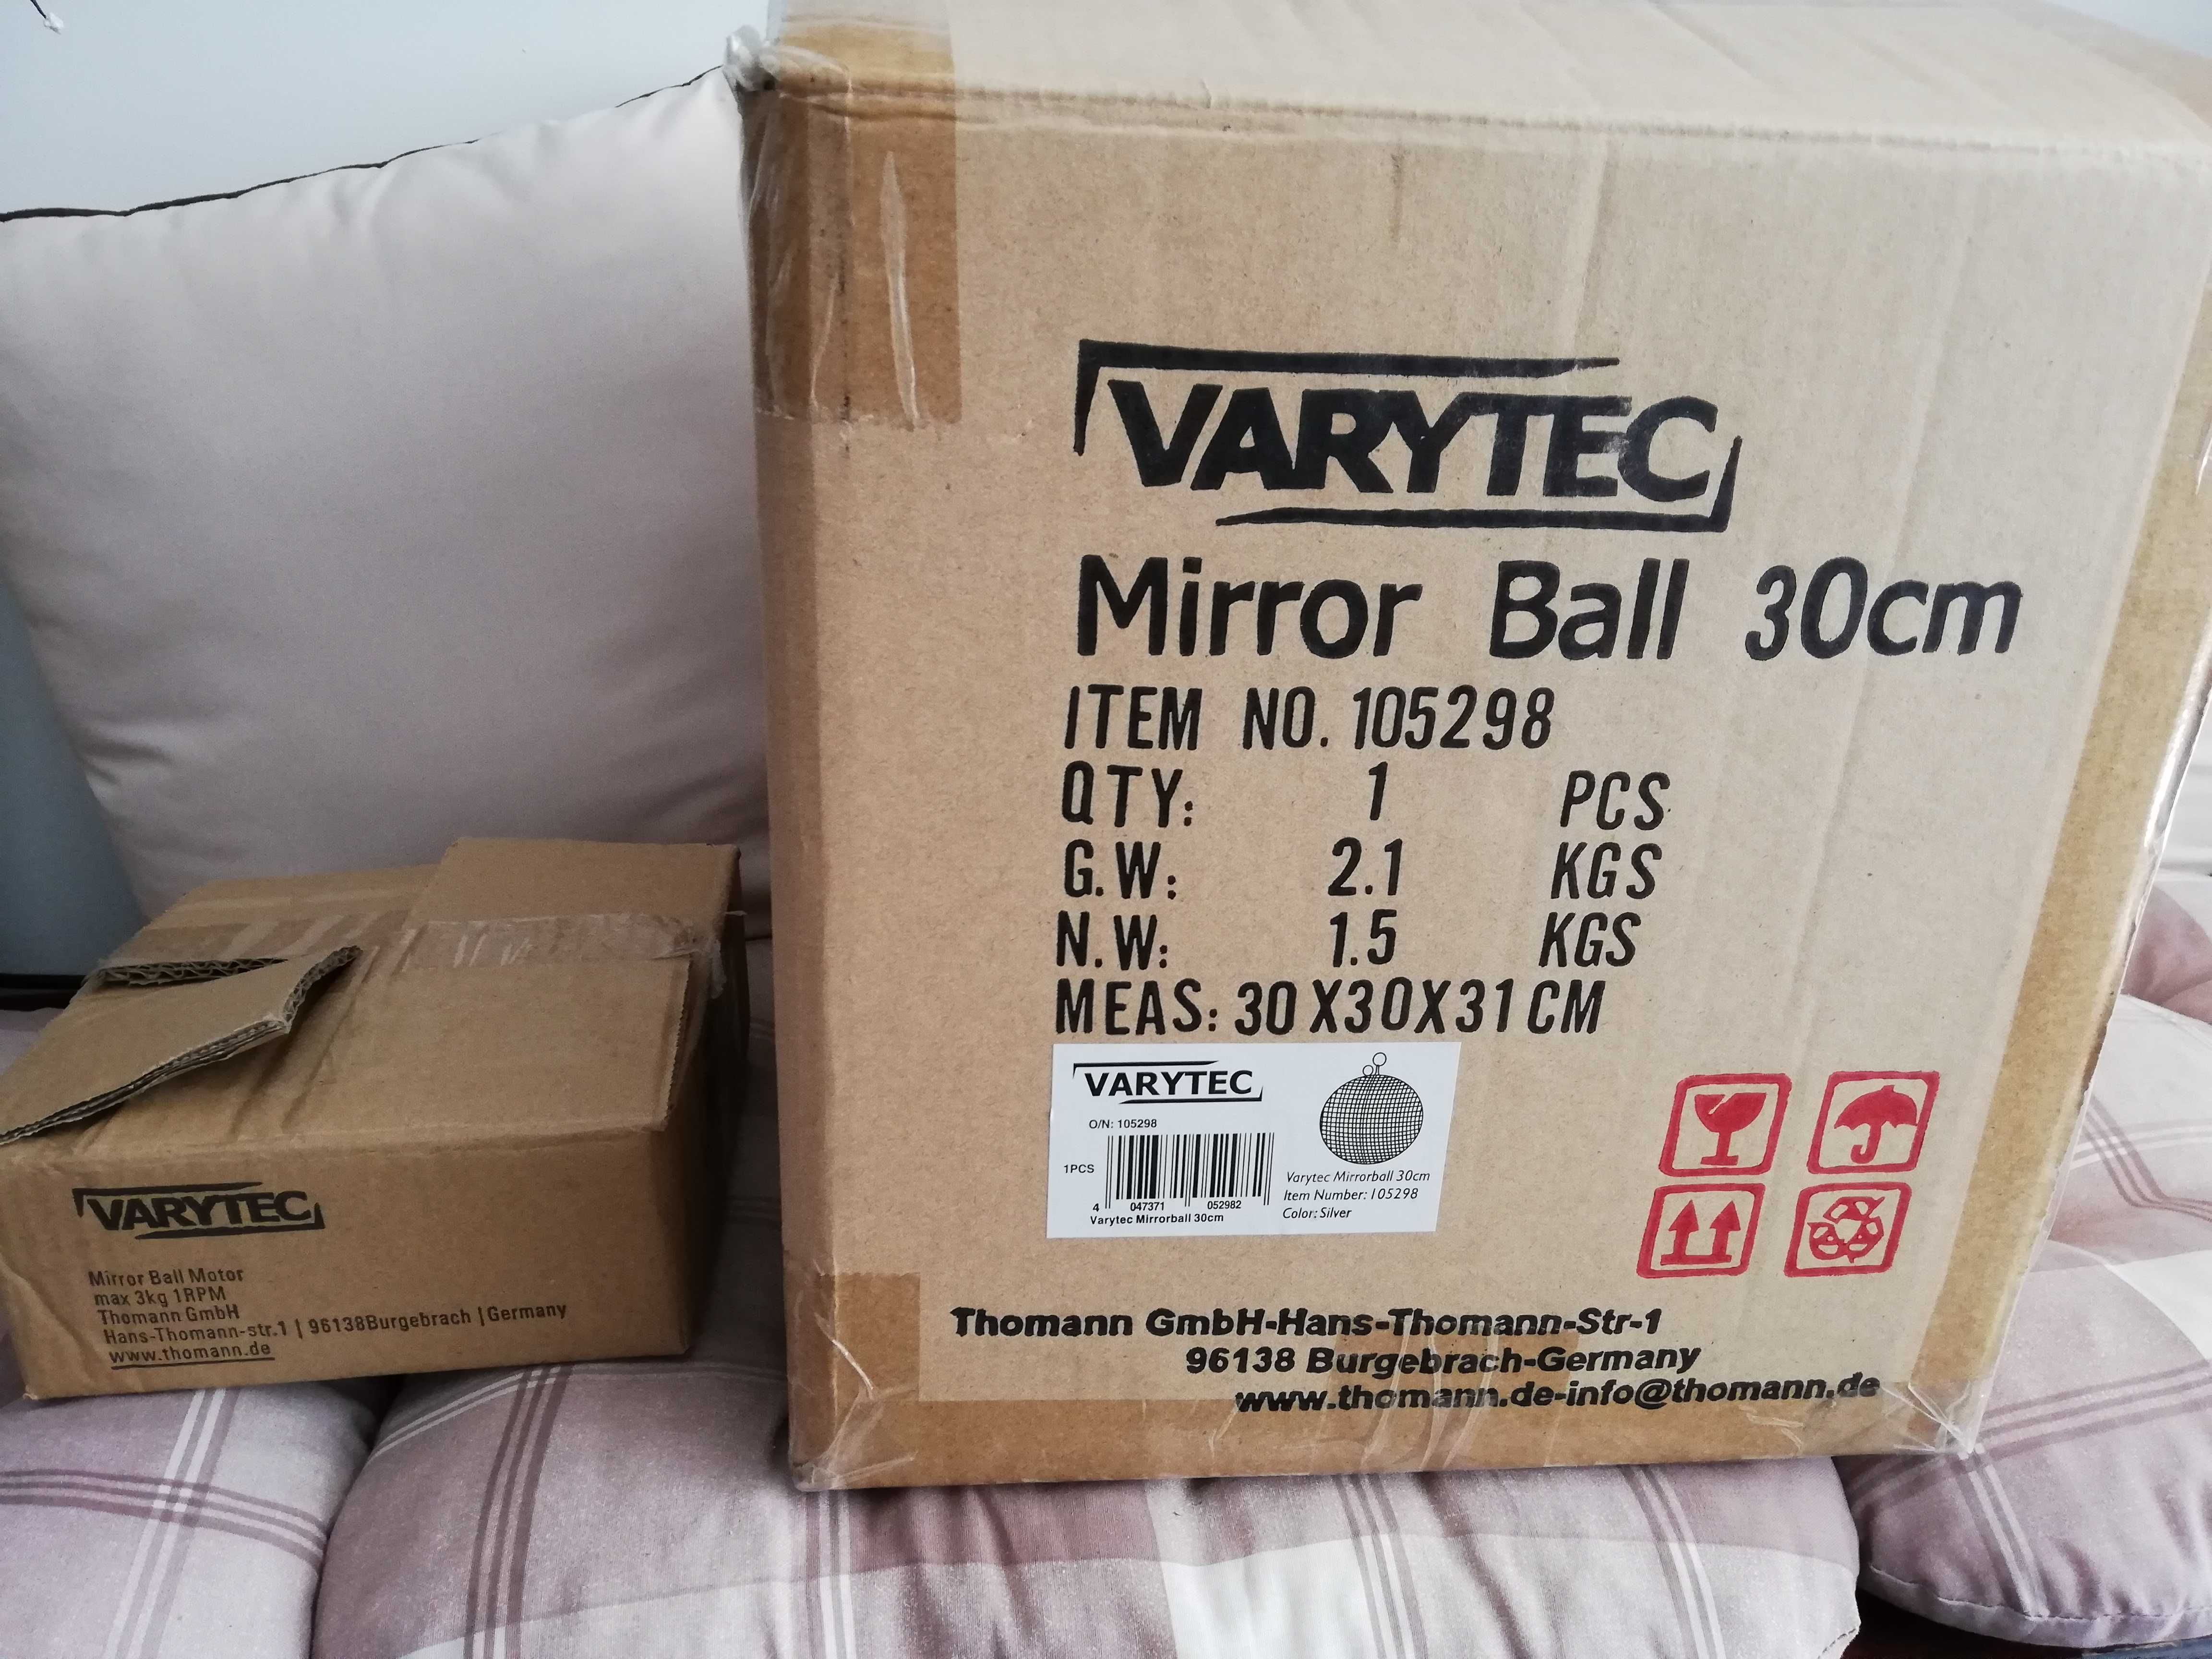 VARYTEC
Mirror Ball 30cm
ITEM NO. 105298
QTY: 1 PCS
G.W: 2.1 KGS
N.W: 1.5 KGS
MEAS: 30X30X31CM
VARYTEC
O/N: 105298
1PCS
4 047371 052982
Varytec Mirrorball 30cm
Varytec Mirrorball 30cm
Item Number: 105298
Color: Silver
Thomann GmbH-Hans-Thomann-Str-1
96138 Burgebrach-Germany
www.thomann.de-info@thomann.de
VARYTEC
Mirror Ball Motor
max 3kg 1RPM
Thomann GmbH
Hans-Thomann-str.1 | 96138Burgebrach | Germany
www.thomann.de